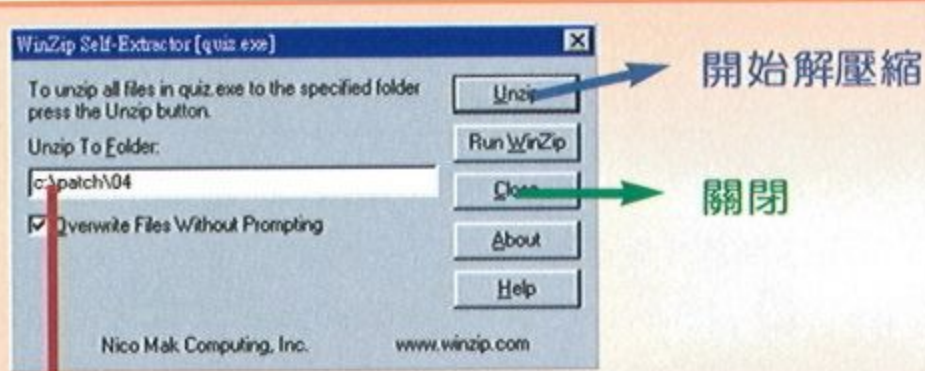 WinZip Self-Extractor [quiz.exe]
To unzip all files in quiz.exe to the specified folder
press the Unzip button.
Unzip To Folder:
c:\patch\04
Overwrite Files Without Prompting
Unzip
Run WinZip
Close
About
Help
Nico Mak Computing, Inc. www.winzip.com
開始解壓縮
關閉